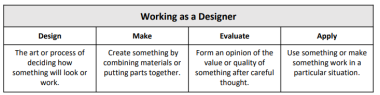 Working as a Designer
Design Make Evaluate Apply
The art or process of deciding how something will look or work.
Create something by combining materials or putting parts together.
Form an opinion of the value or quality of something after careful thought.
Use something or make something work in a particular situation.